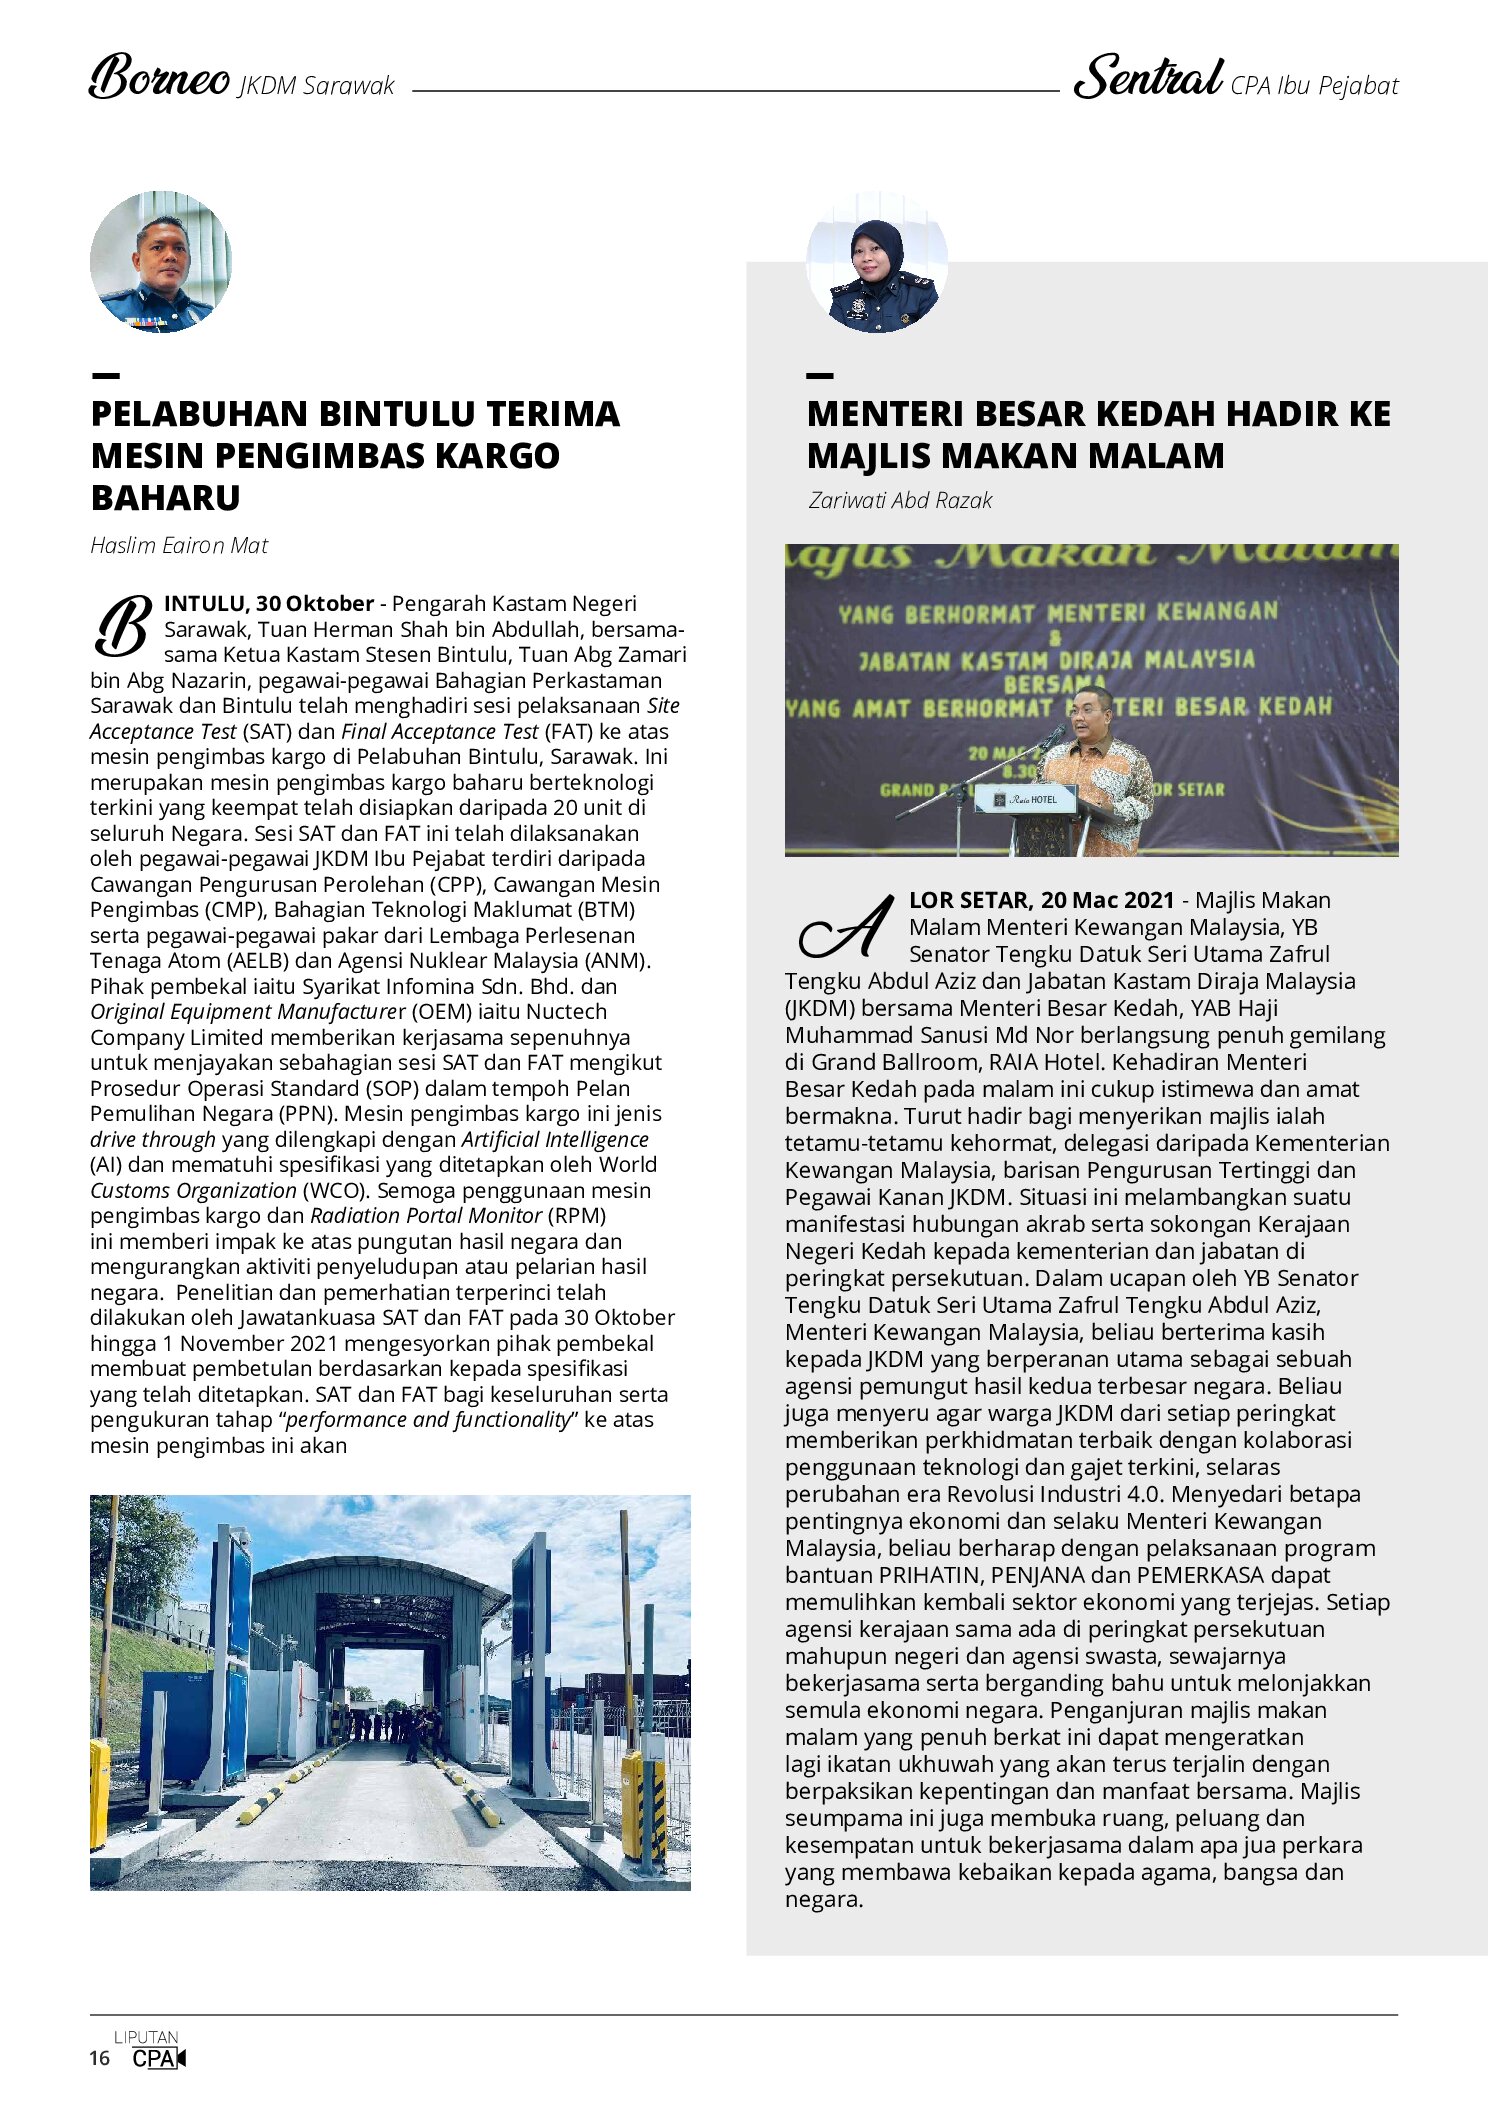 Borneo JKDM Sarawak
Sentral CPA Ibu Pejabat
PELABUHAN BINTULU TERIMA
MESIN PENGIMBAS KARGO
BAHARU
Haslim Eairon Mat
BINTULU, 30 Oktober - Pengarah Kastam Negeri
Sarawak, Tuan Herman Shah bin Abdullah, bersama-
sama Ketua Kastam Stesen Bintulu, Tuan Abg Zamari
bin Abg Nazarin, pegawai-pegawai Bahagian Perkastaman
Sarawak dan Bintulu telah menghadiri sesi pelaksanaan Site
Acceptance Test (SAT) dan Final Acceptance Test (FAT) ke atas
mesin pengimbas kargo di Pelabuhan Bintulu, Sarawak. Ini
merupakan mesin pengimbas kargo baharu berteknologi
terkini yang keempat telah disiapkan daripada 20 unit di
seluruh Negara. Sesi SAT dan FAT ini telah dilaksanakan
oleh pegawai-pegawai JKDM Ibu Pejabat terdiri daripada
Cawangan Pengurusan Perolehan (CPP), Cawangan Mesin
Pengimbas (CMP), Bahagian Teknologi Maklumat (BTM)
serta pegawai-pegawai pakar dari Lembaga Perlesenan
Tenaga Atom (AELB) dan Agensi Nuklear Malaysia (ANM).
Pihak pembekal iaitu Syarikat Infomina Sdn. Bhd. dan
Original Equipment Manufacturer (OEM) iaitu Nuctech
Company Limited memberikan kerjasama sepenuhnya
untuk menjayakan sebahagian sesi SAT dan FAT mengikut
Prosedur Operasi Standard (SOP) dalam tempoh Pelan
Pemulihan Negara (PPN). Mesin pengimbas kargo ini jenis
drive through yang dilengkapi dengan Artificial Intelligence
(AI) dan mematuhi spesifikasi yang ditetapkan oleh World
Customs Organization (WCO). Semoga penggunaan mesin
pengimbas kargo dan Radiation Portal Monitor (RPM)
ini memberi impak ke atas pungutan hasil negara dan
mengurangkan aktiviti penyeludupan atau pelarian hasil
negara. Penelitian dan pemerhatian terperinci telah
dilakukan oleh Jawatankuasa SAT dan FAT pada 30 Oktober
hingga 1 November 2021 mengesyorkan pihak pembekal
membuat pembetulan berdasarkan kepada spesifikasi
yang telah ditetapkan. SAT dan FAT bagi keseluruhan serta
pengukuran tahap “performance and functionality” ke atas
mesin pengimbas ini akan
MENTERI BESAR KEDAH HADIR KE
MAJLIS MAKAN MALAM
Zariwati Abd Razak
Majlis Makan Malam
YANG BERHORMAT MENTERI KEWANGAN
&
JABATAN KASTAM DIRAJA MALAYSIA
BERSAMA
YANG AMAT BERHORMAT MENTERI BESAR KEDAH
20 MAC
8.30
GRAND
OR SETAR
Raia HOTEL
ALOR SETAR, 20 Mac 2021 - Majlis Makan
Malam Menteri Kewangan Malaysia, YB
Senator Tengku Datuk Seri Utama Zafrul
Tengku Abdul Aziz dan Jabatan Kastam Diraja Malaysia
(JKDM) bersama Menteri Besar Kedah, YAB Haji
Muhammad Sanusi Md Nor berlangsung penuh gemilang
di Grand Ballroom, RAIA Hotel. Kehadiran Menteri
Besar Kedah pada malam ini cukup istimewa dan amat
bermakna. Turut hadir bagi menyerikan majlis ialah
tetamu-tetamu kehormat, delegasi daripada Kementerian
Kewangan Malaysia, barisan Pengurusan Tertinggi dan
Pegawai Kanan JKDM. Situasi ini melambangkan suatu
manifestasi hubungan akrab serta sokongan Kerajaan
Negeri Kedah kepada kementerian dan jabatan di
peringkat persekutuan. Dalam ucapan oleh YB Senator
Tengku Datuk Seri Utama Zafrul Tengku Abdul Aziz,
Menteri Kewangan Malaysia, beliau berterima kasih
kepada JKDM yang berperanan utama sebagai sebuah
agensi pemungut hasil kedua terbesar negara. Beliau
juga menyeru agar warga JKDM dari setiap peringkat
memberikan perkhidmatan terbaik dengan kolaborasi
penggunaan teknologi dan gajet terkini, selaras
perubahan era Revolusi Industri 4.0. Menyedari betapa
pentingnya ekonomi dan selaku Menteri Kewangan
Malaysia, beliau berharap dengan pelaksanaan program
bantuan PRIHATIN, PENJANA dan PEMERKASA dapat
memulihkan kembali sektor ekonomi yang terjejas. Setiap
agensi kerajaan sama ada di peringkat persekutuan
mahupun negeri dan agensi swasta, sewajarnya
bekerjasama serta berganding bahu untuk melonjakkan
semula ekonomi negara. Penganjuran majlis makan
malam yang penuh berkat ini dapat mengeratkan
lagi ikatan ukhuwah yang akan terus terjalin dengan
berpaksikan kepentingan dan manfaat bersama. Majlis
seumpama ini juga membuka ruang, peluang dan
kesempatan untuk bekerjasama dalam apa jua perkara
yang membawa kebaikan kepada agama, bangsa dan
negara.
16
LIPUTAN
CPA